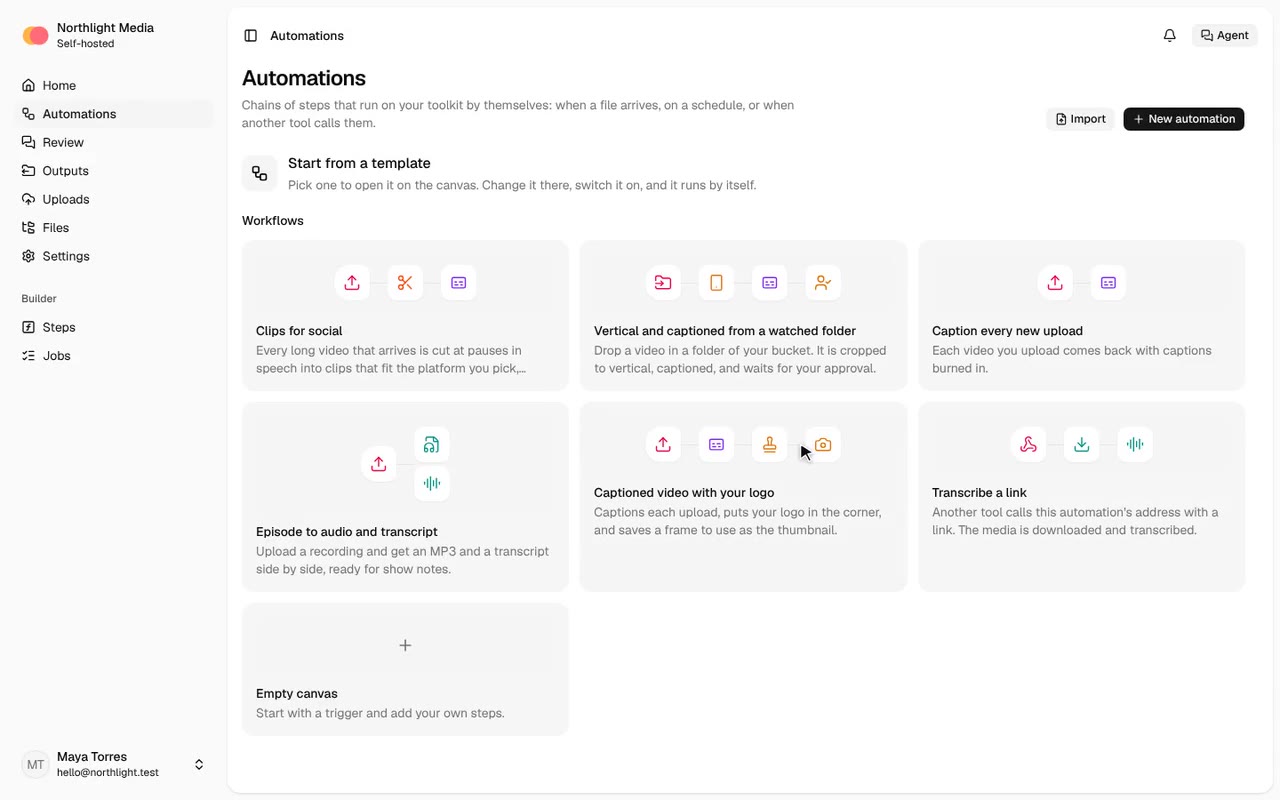 Northlight Media
Self-hosted
Home
Automations
Review
Outputs
Uploads
Files
Settings
Builder
Steps
Jobs
MT
Maya Torres
hello@northlight.test
Automations
Agent
Automations
Chains of steps that run on your toolkit by themselves: when a file arrives, on a schedule, or when
another tool calls them.
Import
New automation
Start from a template
Pick one to open it on the canvas. Change it there, switch it on, and it runs by itself.
Workflows
Clips for social
Every long video that arrives is cut at pauses in
speech into clips that fit the platform you pick,...
Vertical and captioned from a watched folder
Drop a video in a folder of your bucket. It is cropped
to vertical, captioned, and waits for your approval.
Caption every new upload
Each video you upload comes back with captions
burned in.
Episode to audio and transcript
Upload a recording and get an MP3 and a transcript
side by side, ready for show notes.
Captioned video with your logo
Captions each upload, puts your logo in the corner,
and saves a frame to use as the thumbnail.
Transcribe a link
Another tool calls this automation's address with a
link. The media is downloaded and transcribed.
Empty canvas
Start with a trigger and add your own steps.